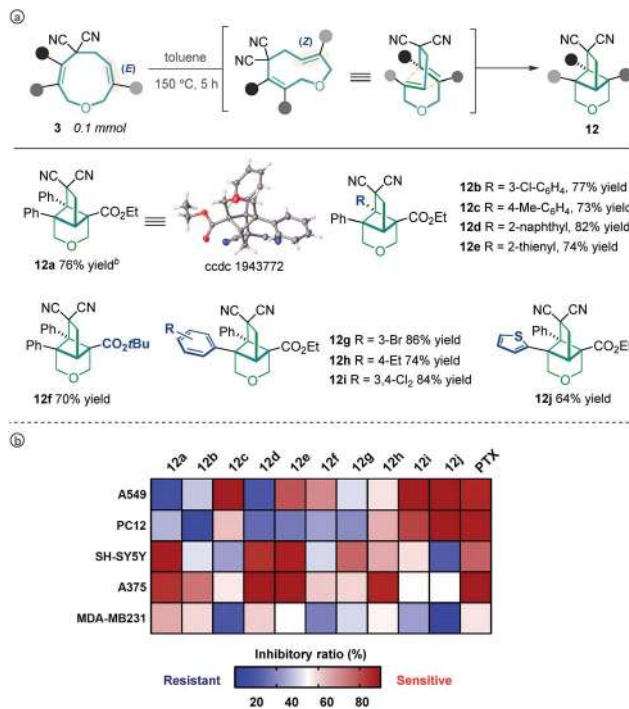 a
NC CN
(E)
O
3 0.1 mmol
toluene
150 °C, 5 h
CN
NC
(Z)
O
NC CN
O
NC CN
O
12
NC CN
Ph
Ph
CO₂Et
O
12a 76% yieldᵇ
ccdc 1943772
NC CN
R
Ph
CO₂Et
O
12b R = 3-Cl-C₆H₄, 77% yield
12c R = 4-Me-C₆H₄, 73% yield
12d R = 2-naphthyl, 82% yield
12e R = 2-thienyl, 74% yield
NC CN
Ph
Ph
CO₂tBu
O
12f 70% yield
NC CN
R
Ph
CO₂Et
O
12g R = 3-Br 86% yield
12h R = 4-Et 74% yield
12i R = 3,4-Cl₂ 84% yield
NC CN
S
Ph
CO₂Et
O
12j 64% yield
b
12a 12b 12c 12d 12e 12f 12g 12h 12i 12j PTX
A549
PC12
SH-SY5Y
A375
MDA-MB231
Inhibitory ratio (%)
Resistant Sensitive
20 40 60 80